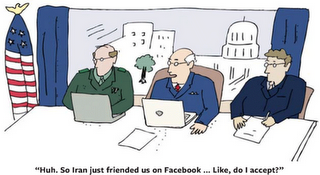 “Huh. So Iran just friended us on Facebook ... Like, do I accept?”